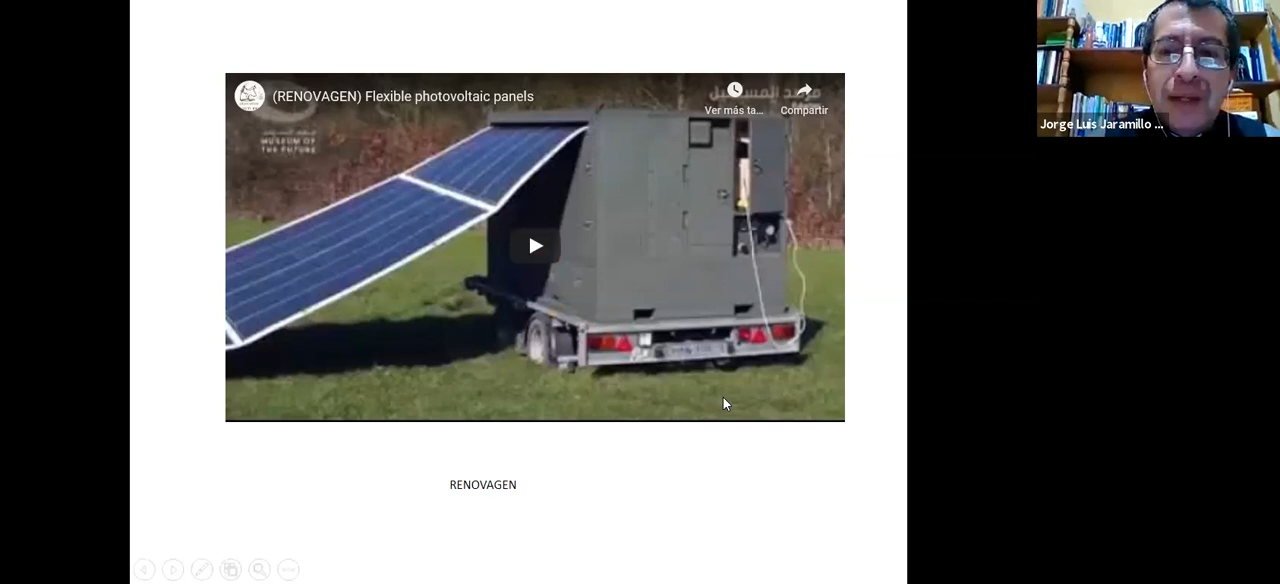 (RENOVAGEN) Flexible photovoltaic panels
Ver más ta...
Compartir
MUSEUM OF
THE FUTURE
RENOVAGEN
Jorge Luis Jaramillo ...